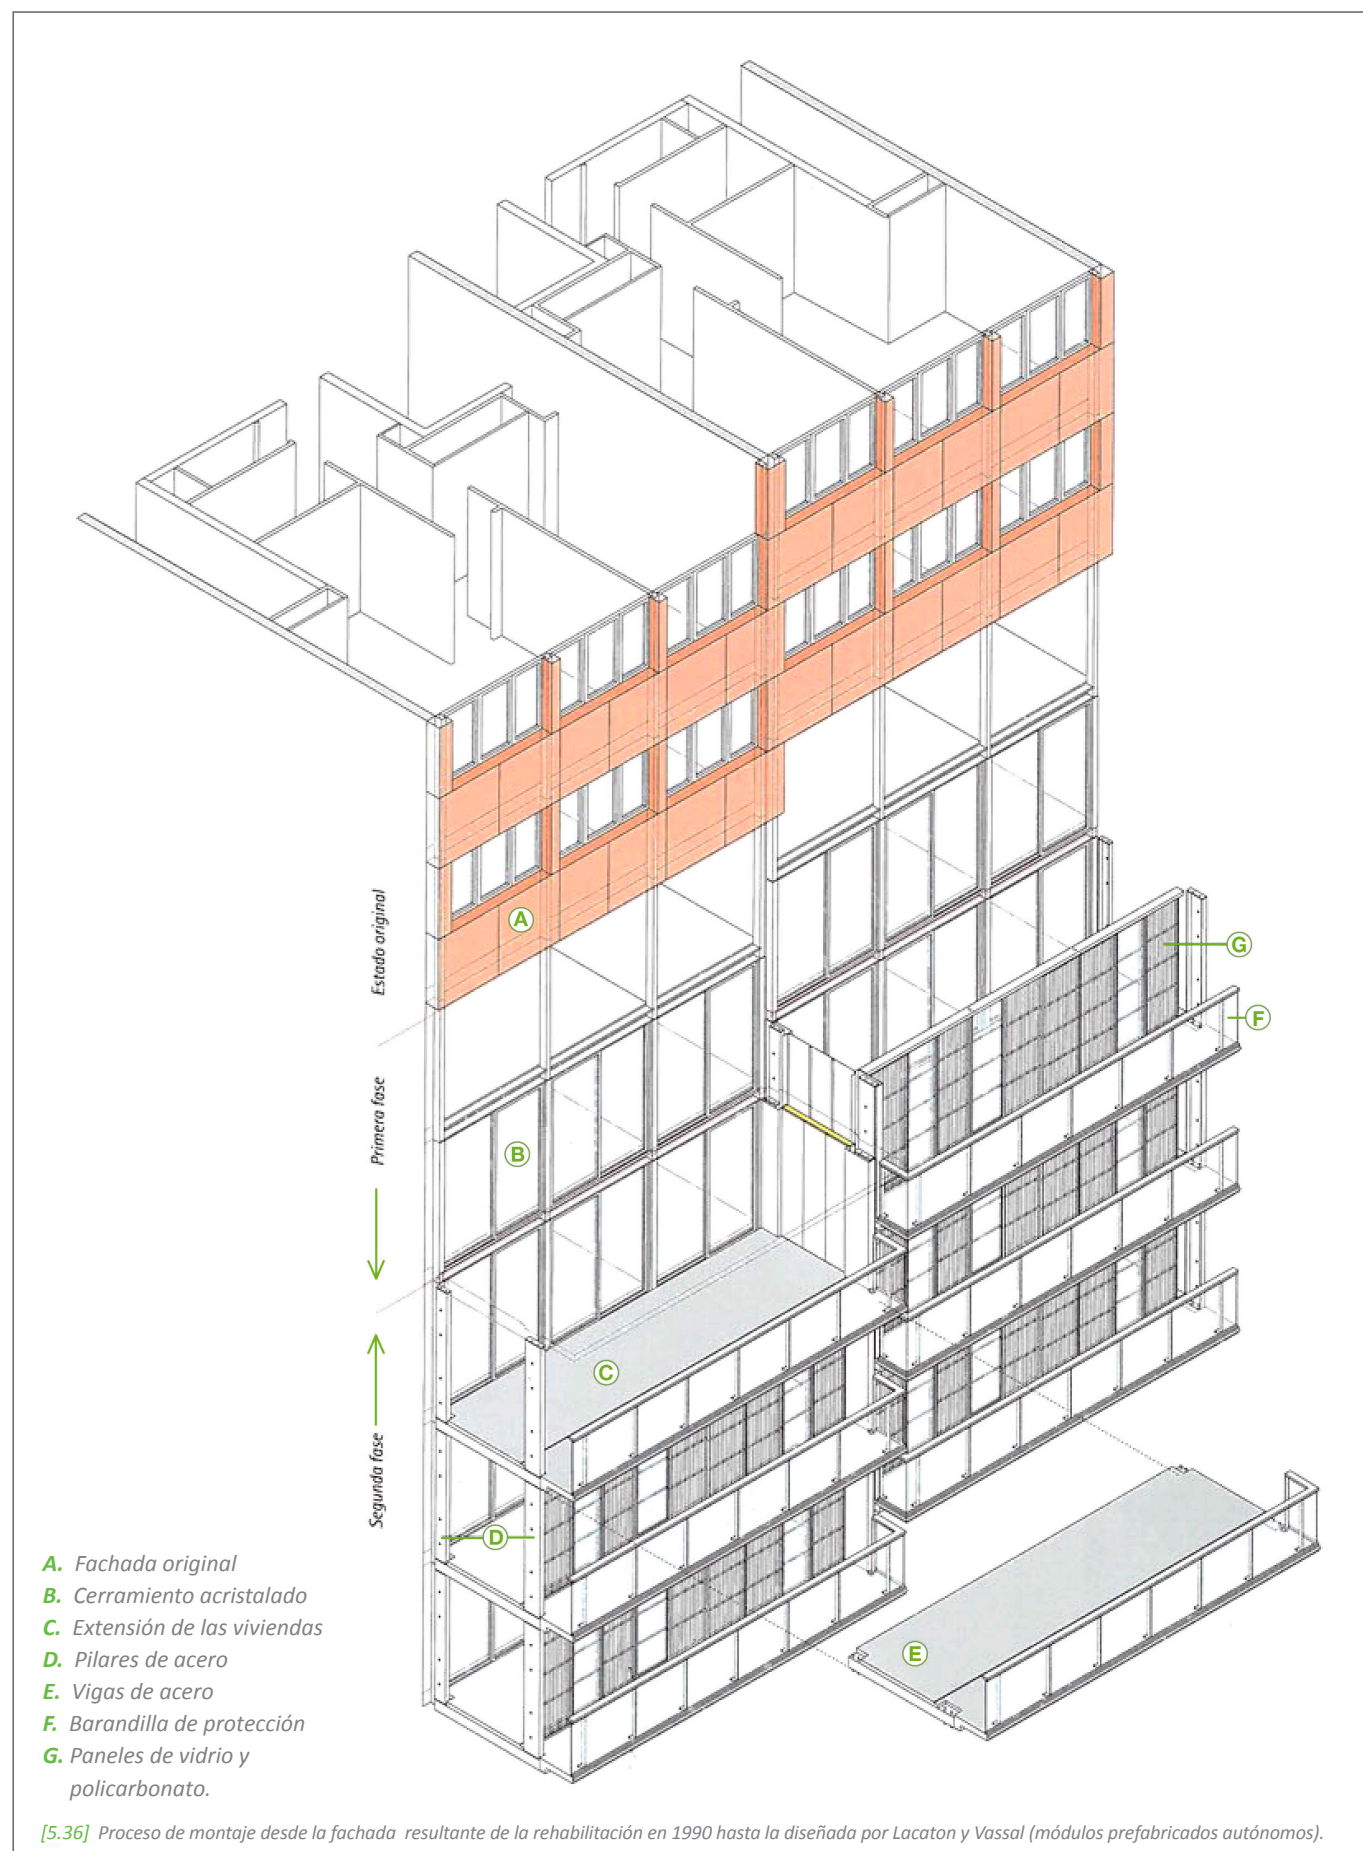 Estado original
A
G
F
Primera fase
B
C
Segunda fase
D
E
A. Fachada original
B. Cerramiento acristalado
C. Extensión de las viviendas
D. Pilares de acero
E. Vigas de acero
F. Barandilla de protección
G. Paneles de vidrio y
policarbonato.
[5.36] Proceso de montaje desde la fachada resultante de la rehabilitación en 1990 hasta la diseñada por Lacaton y Vassal (módulos prefabricados autónomos).